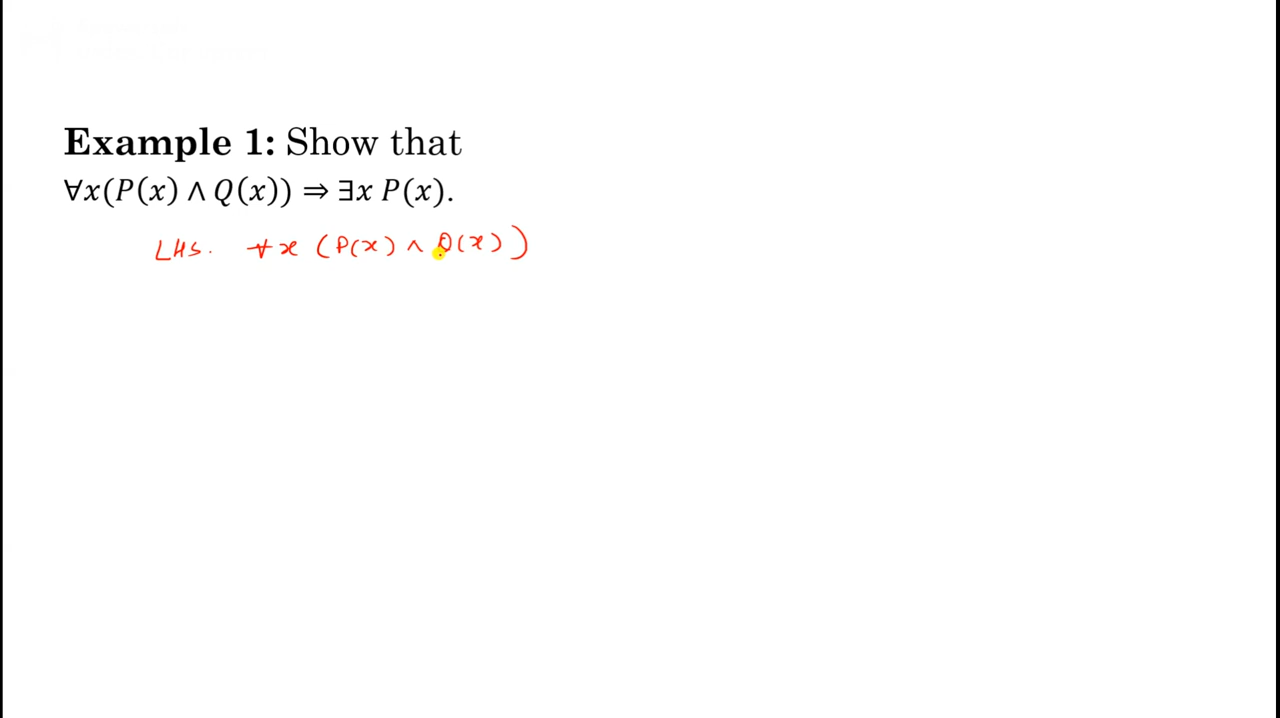 Example 1: Show that
∀x(P(x) ∧ Q(x)) ⇒ ∃x P(x).
LHS. ∀x (P(x) ∧ Q(x))